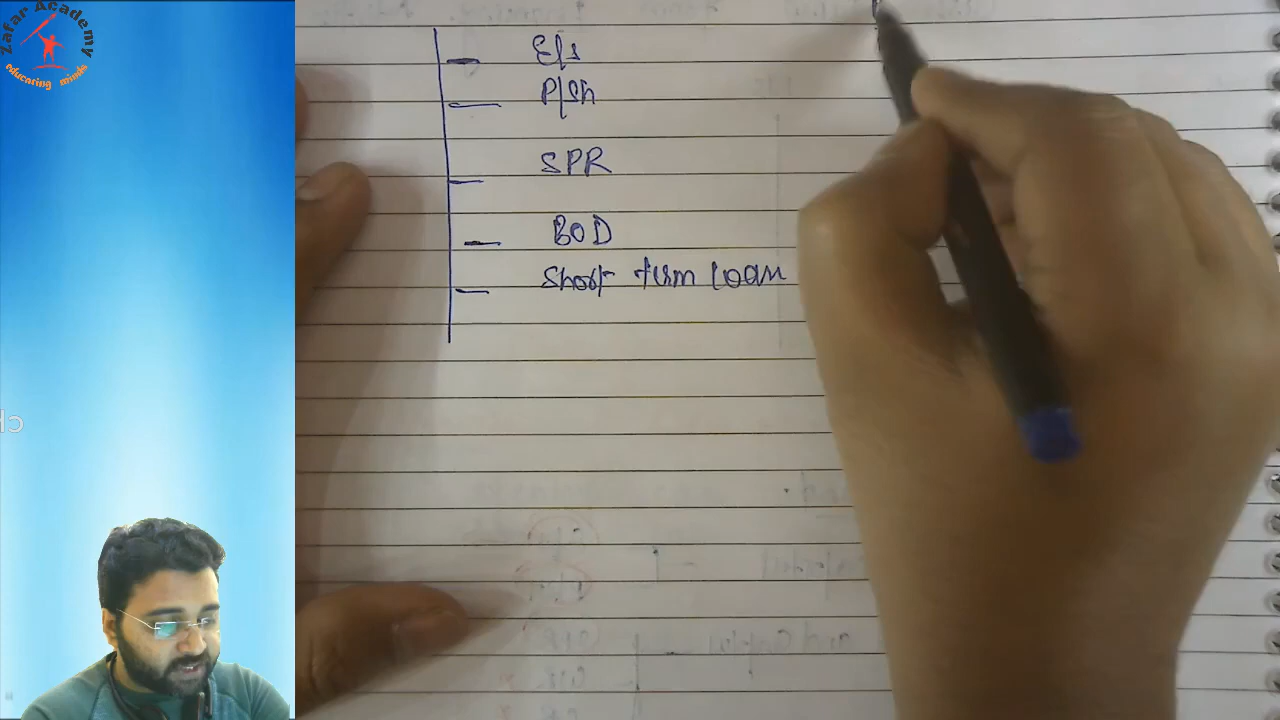 Zafar Academy
educating minds
E/s
P/Sh
SPR
BOD
Short term loan